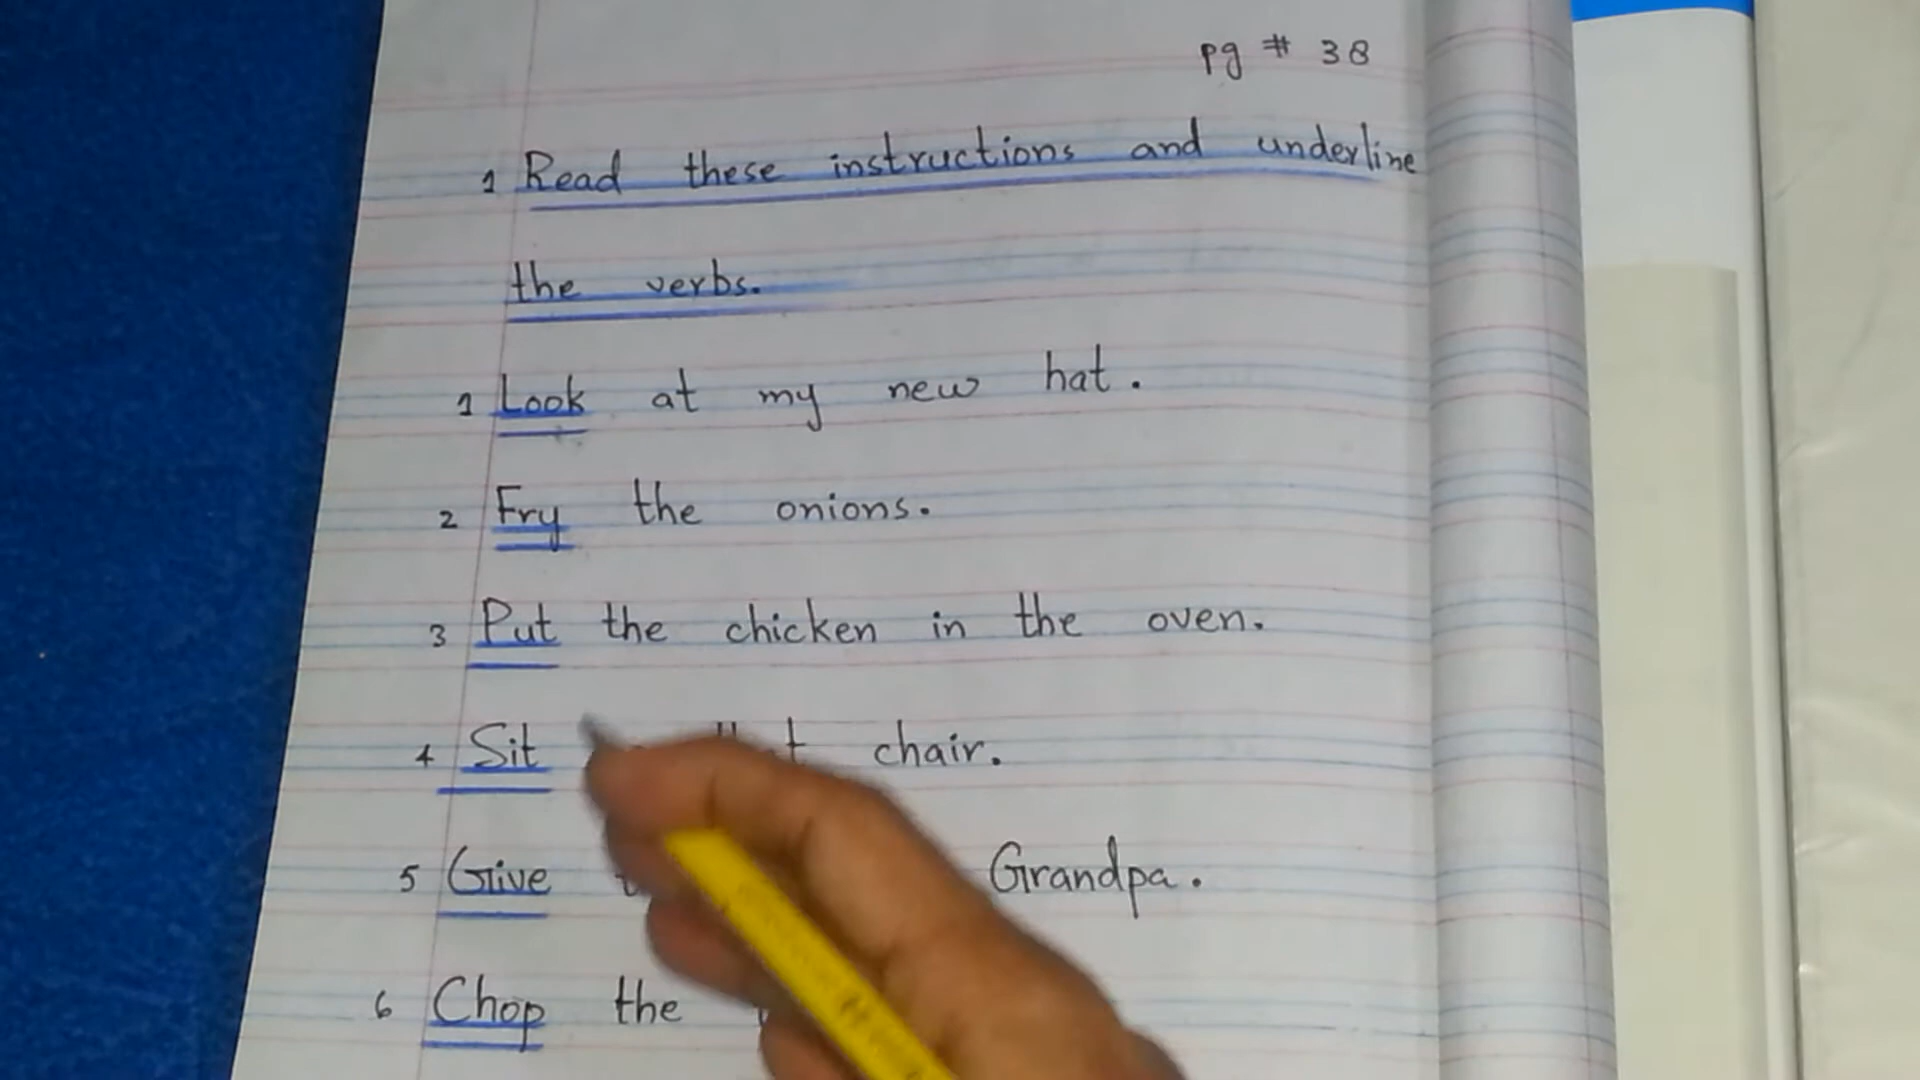 pg # 38
1 Read these instructions and underline
the verbs.
1 Look at my new hat.
2 Fry the onions.
3 Put the chicken in the oven.
4 Sit chair.
5 Give Grandpa.
6 Chop the